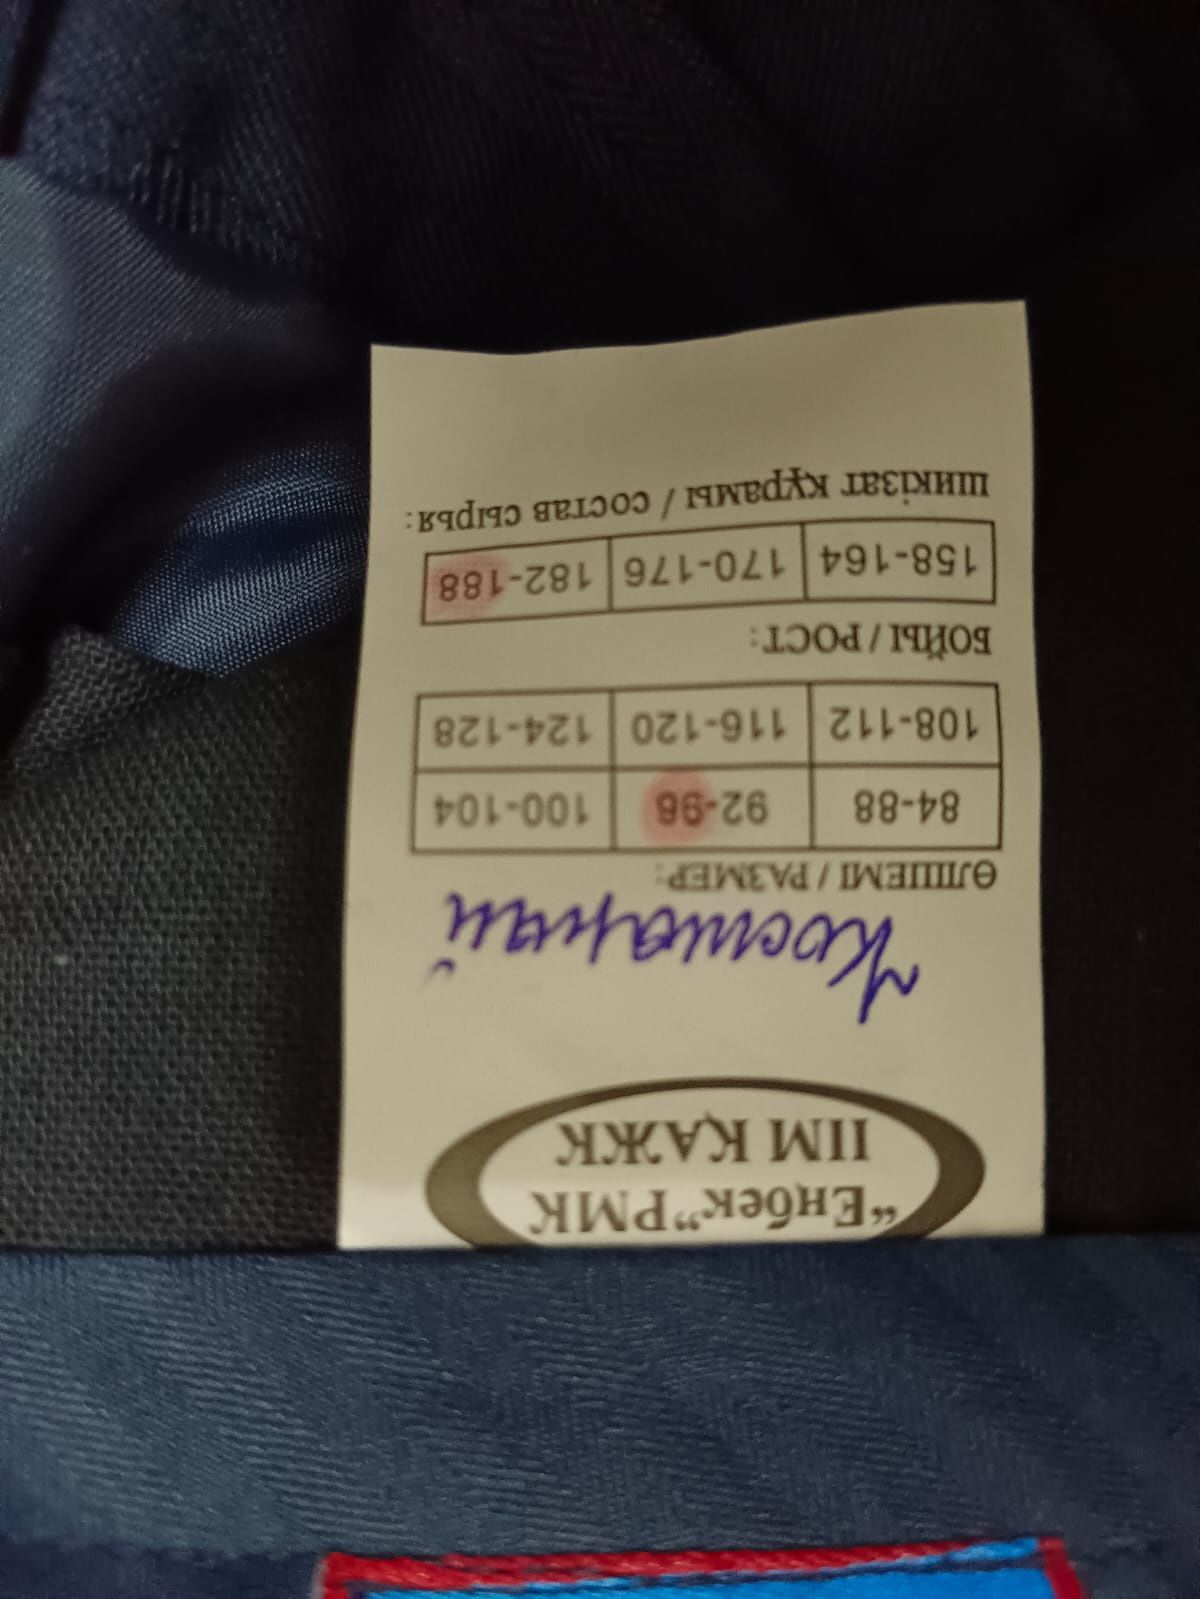 “Еңбек” РМК
ІІМ ҚАЖК
Костанай
ӨЛШЕМІ / РАЗМЕР:
84-88 92-96 100-104
108-112 116-120 124-128
БОЙЫ / РОСТ:
158-164 170-176 182-188
шикізат құрамы / состав сырья: